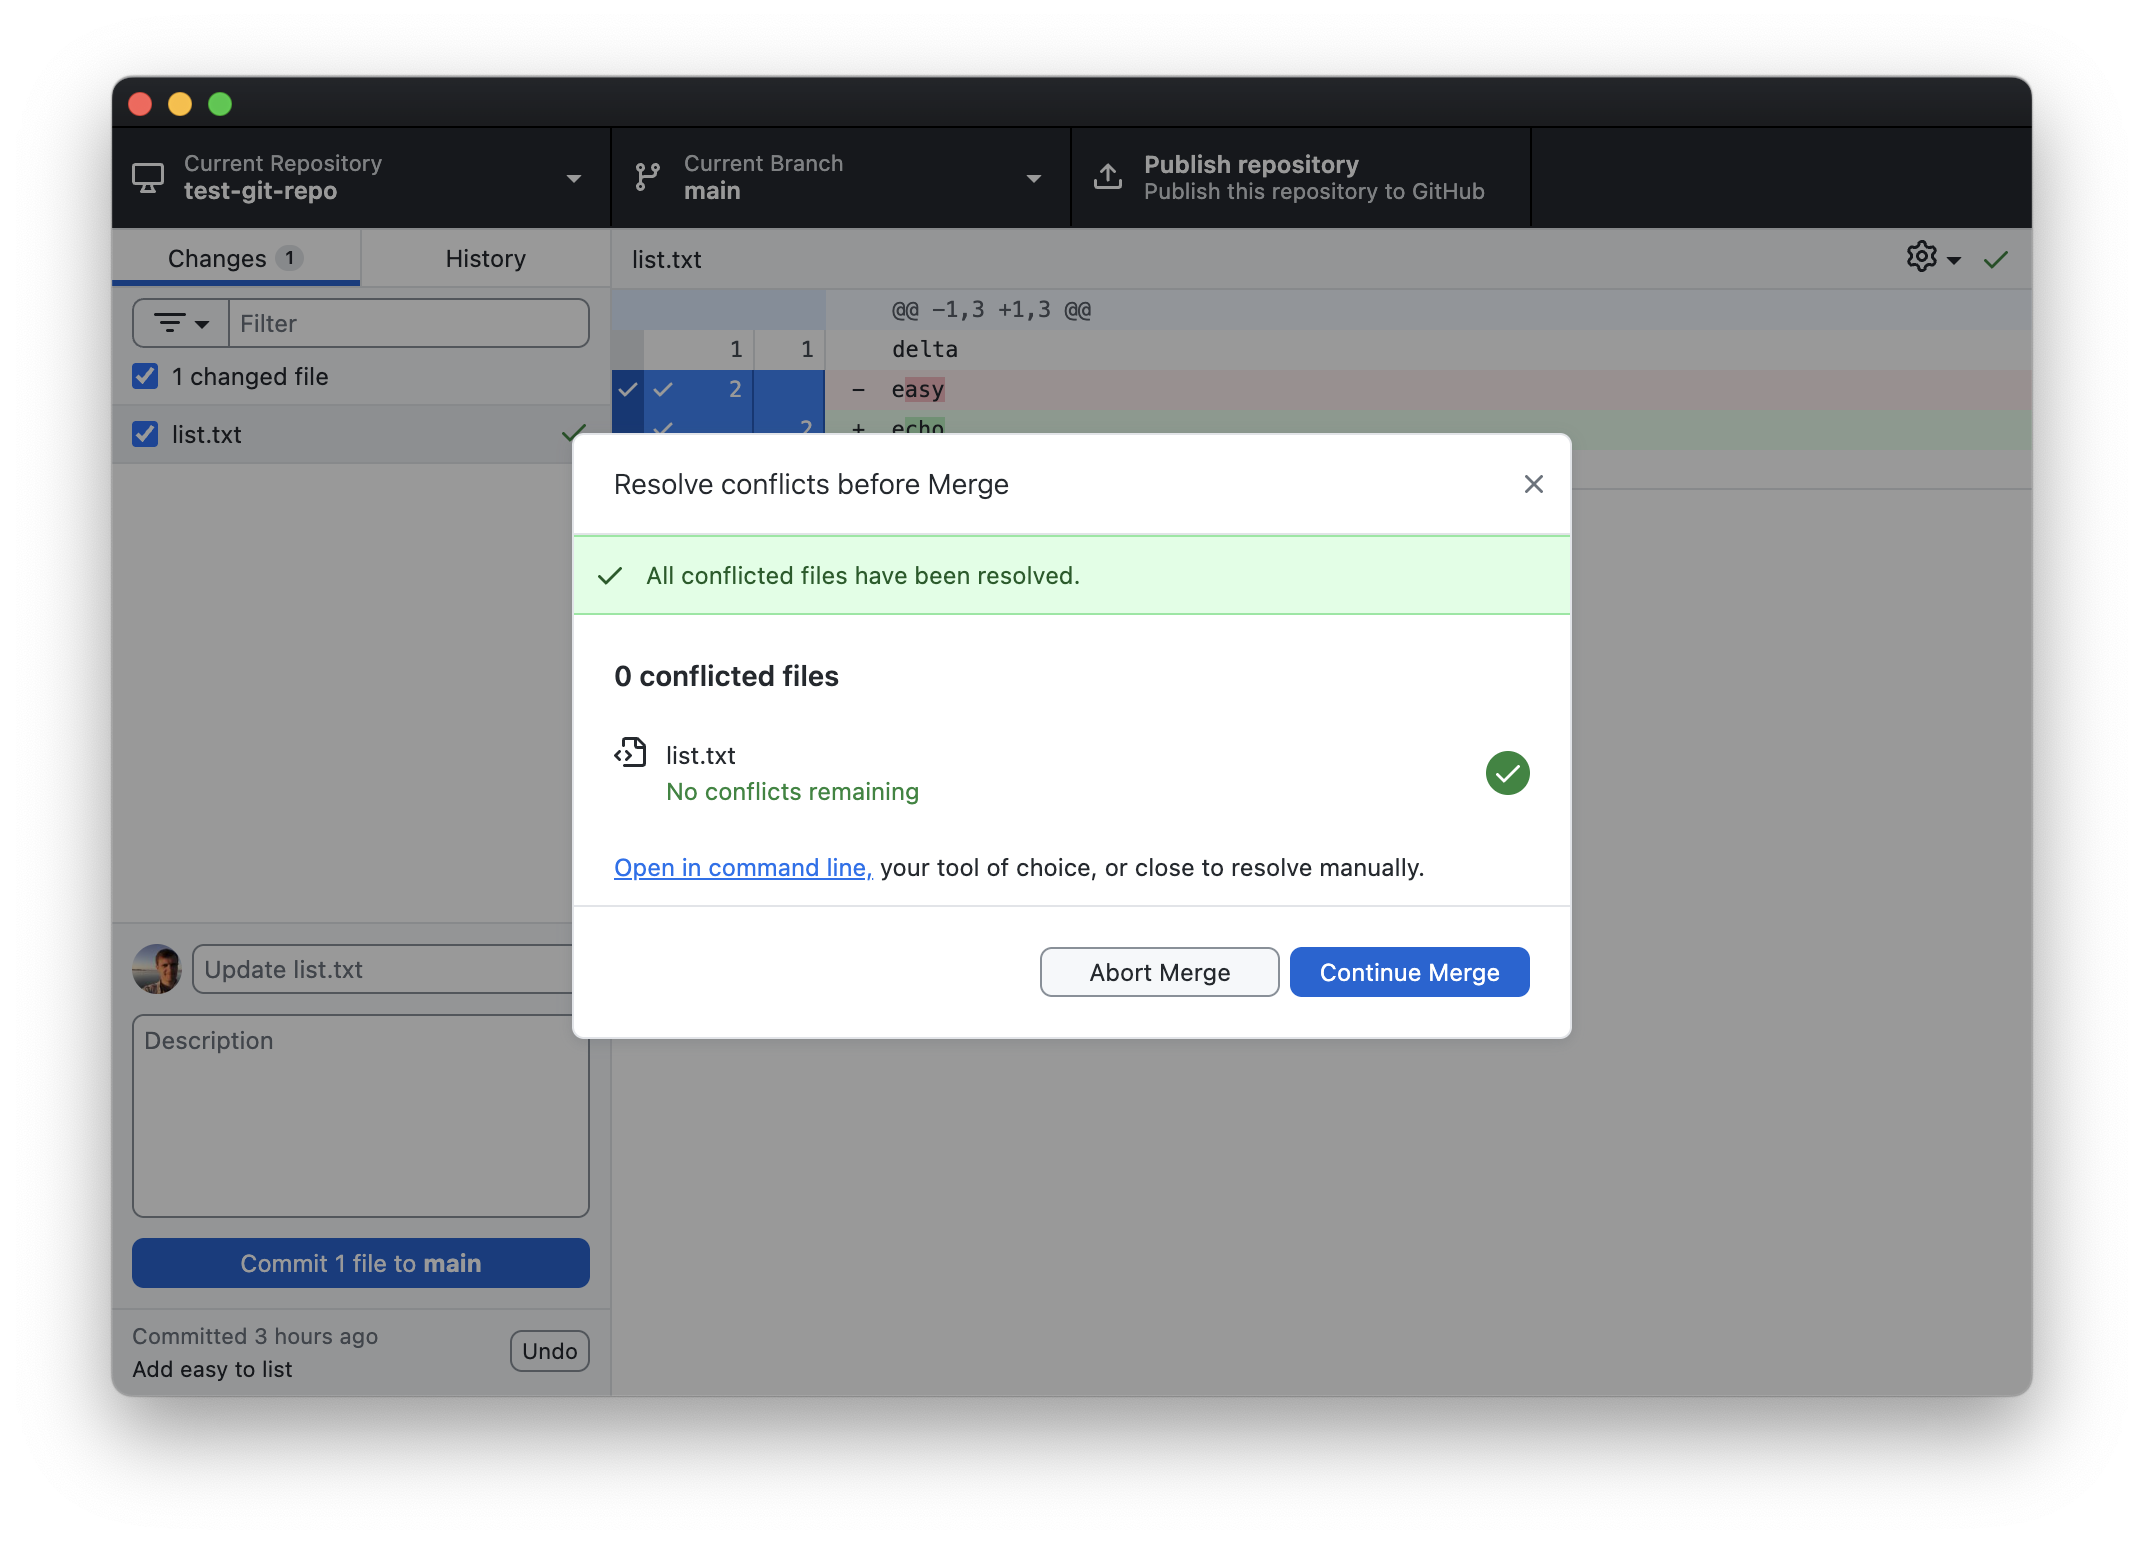 Current Repository
test-git-repo
Current Branch
main
Publish repository
Publish this repository to GitHub
Changes 1
History
list.txt
Filter
1 changed file
list.txt
@@ -1,3 +1,3 @@
1 1 delta
2 - easy
2 + echo
Resolve conflicts before Merge
All conflicted files have been resolved.
0 conflicted files
list.txt
No conflicts remaining
Open in command line, your tool of choice, or close to resolve manually.
Abort Merge
Continue Merge
Update list.txt
Description
Commit 1 file to main
Committed 3 hours ago
Add easy to list
Undo